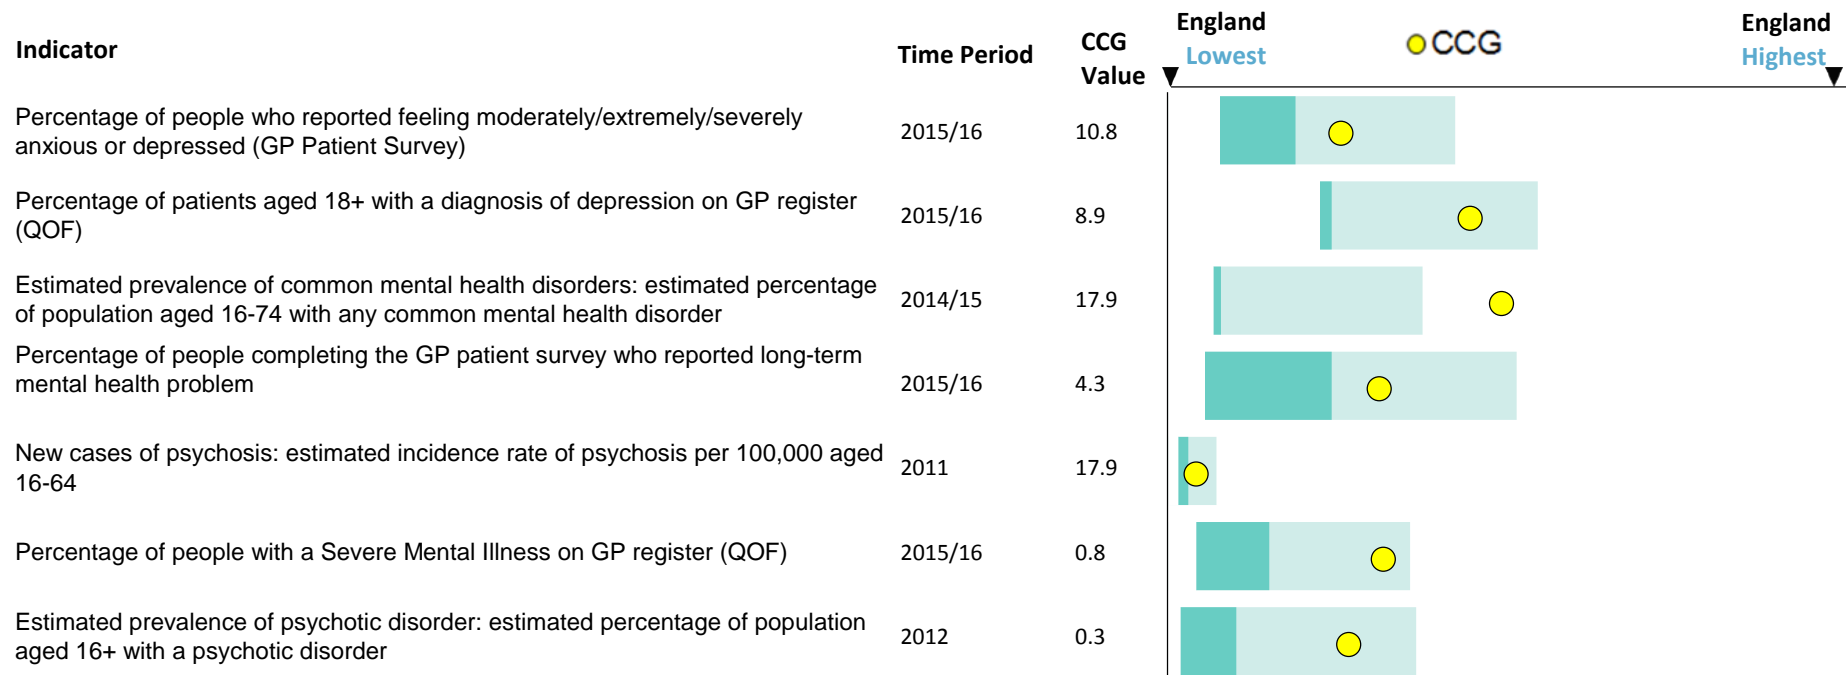 Indicator
Time Period
CCG
Value
England
Lowest
CCG
England
Highest
Percentage of people who reported feeling moderately/extremely/severely
anxious or depressed (GP Patient Survey)
2015/16
10.8
Percentage of patients aged 18+ with a diagnosis of depression on GP register
(QOF)
2015/16
8.9
Estimated prevalence of common mental health disorders: estimated percentage
of population aged 16-74 with any common mental health disorder
2014/15
17.9
Percentage of people completing the GP patient survey who reported long-term
mental health problem
2015/16
4.3
New cases of psychosis: estimated incidence rate of psychosis per 100,000 aged
16-64
2011
17.9
Percentage of people with a Severe Mental Illness on GP register (QOF)
2015/16
0.8
Estimated prevalence of psychotic disorder: estimated percentage of population
aged 16+ with a psychotic disorder
2012
0.3